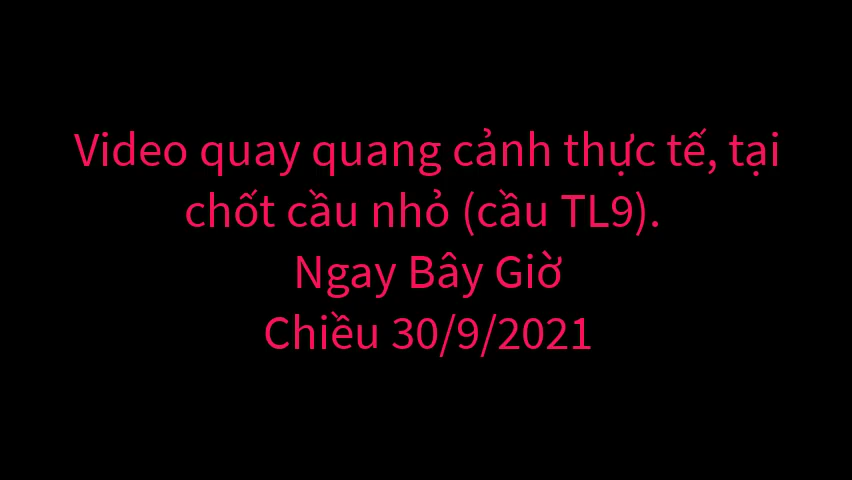 Video quay quang cảnh thực tế, tại
chốt cầu nhỏ (cầu TL9).
Ngay Bây Giờ
Chiều 30/9/2021